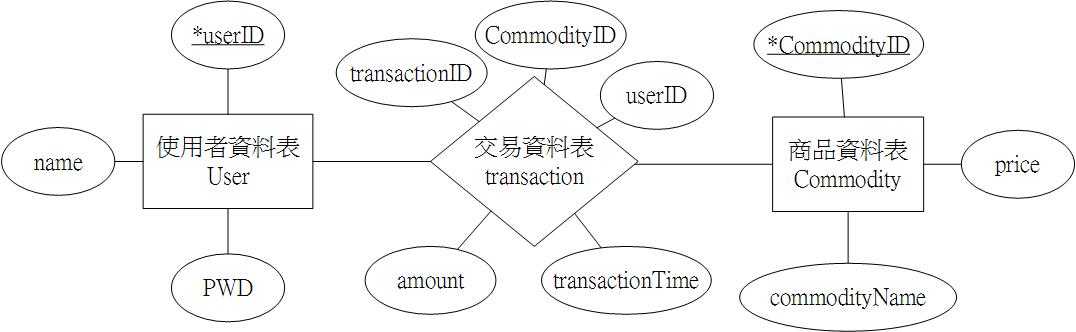 *userID
CommodityID
*CommodityID
transactionID
userID
name
使用者資料表
User
交易資料表
transaction
商品資料表
Commodity
price
PWD
amount
transactionTime
commodityName